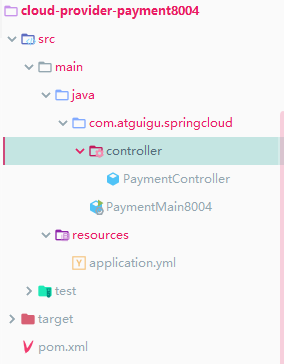 cloud-provider-payment8004
src
main
java
com.atguigu.springcloud
controller
PaymentController
PaymentMain8004
resources
application.yml
test
target
pom.xml